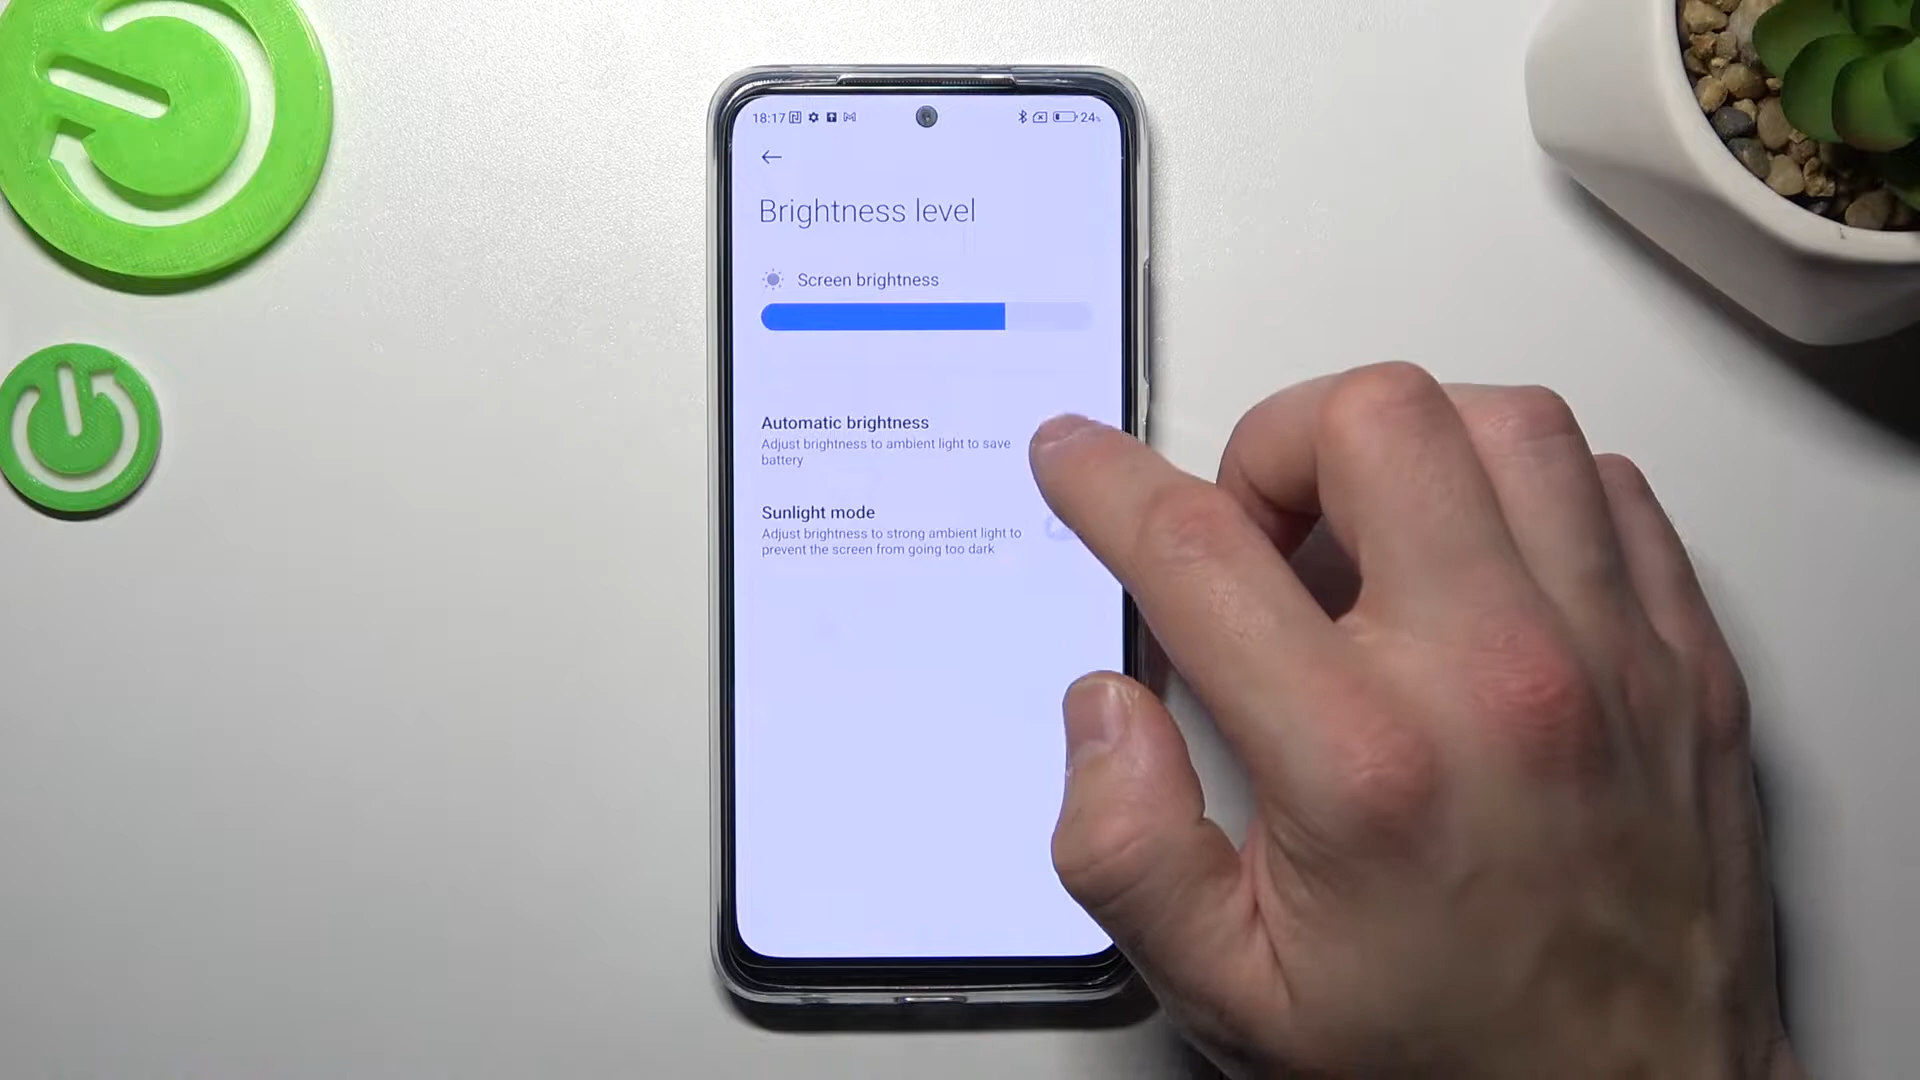 18:17 24%
Brightness level
Screen brightness
Automatic brightness
Adjust brightness to ambient light to save
battery
Sunlight mode
Adjust brightness to strong ambient light to
prevent the screen from going too dark